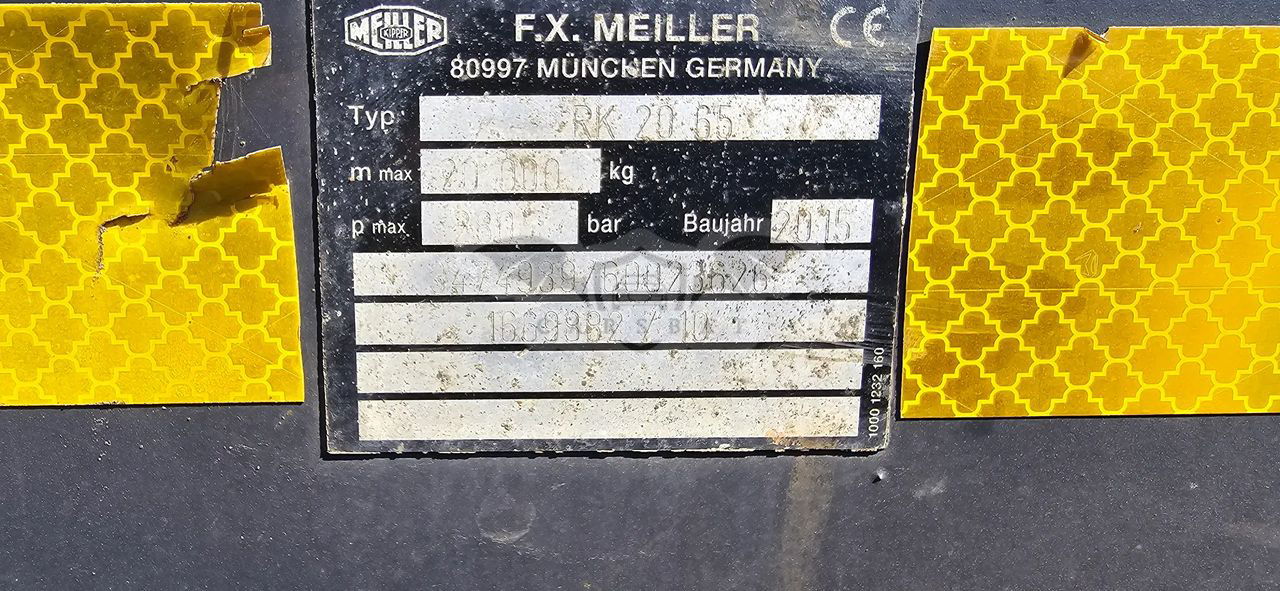 MEILLER
KIPPER
F.X. MEILLER CE
80997 MÜNCHEN GERMANY
Typ RK 20 65
m max 20 000 kg
p max bar Baujahr 2015
1000 1232 160